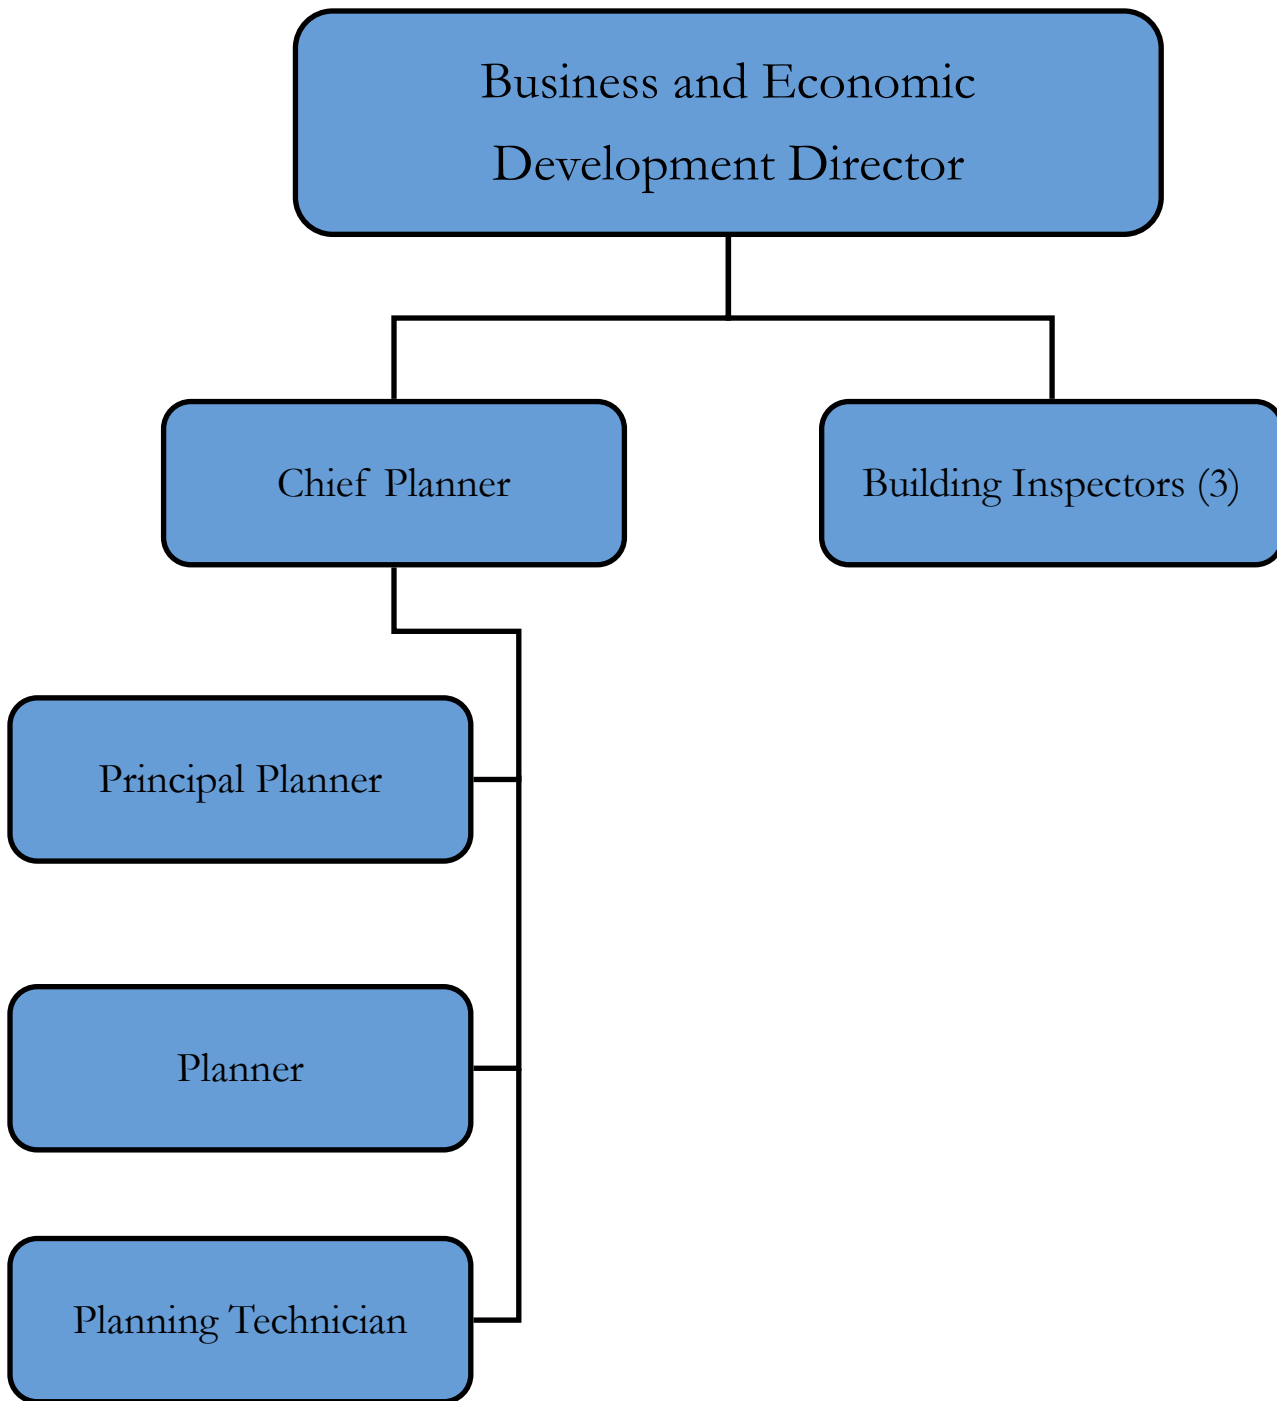 Business and Economic
Development Director
Chief Planner
Building Inspectors (3)
Principal Planner
Planner
Planning Technician